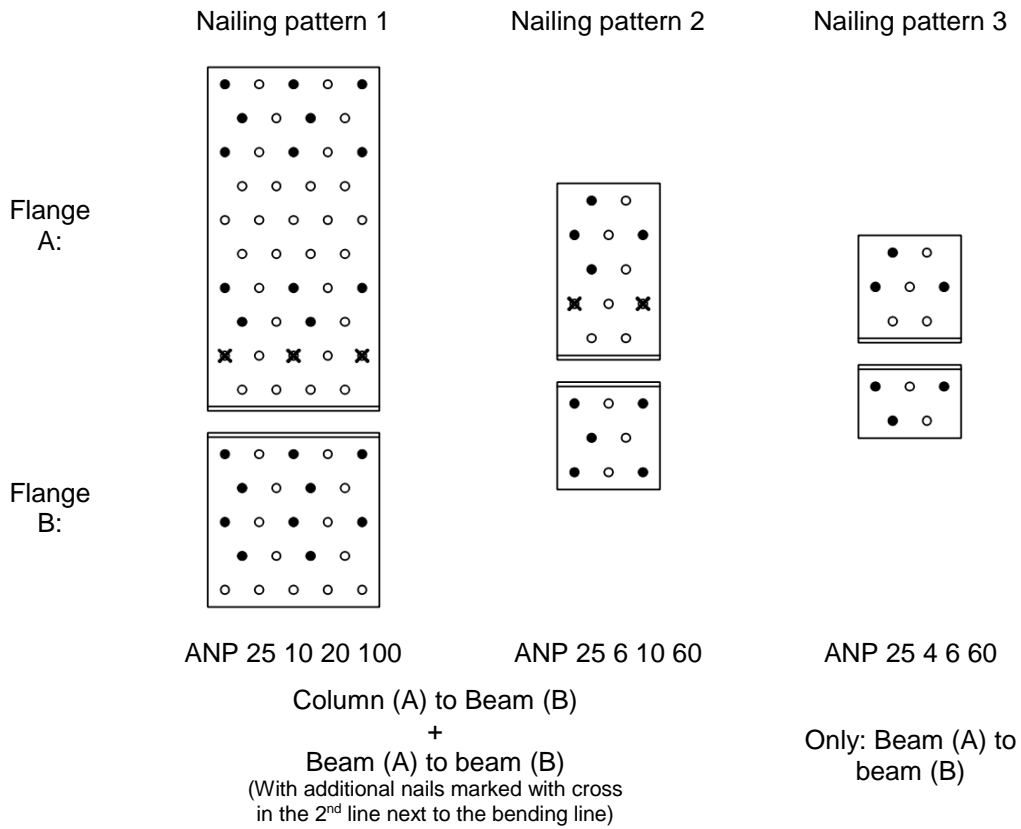 Nailing pattern 1
Nailing pattern 2
Nailing pattern 3
Flange
A:
Flange
B:
ANP 25 10 20 100
ANP 25 6 10 60
ANP 25 4 6 60
Column (A) to Beam (B)
+
Beam (A) to beam (B)
(With additional nails marked with cross
in the 2nd line next to the bending line)
Only: Beam (A) to
beam (B)